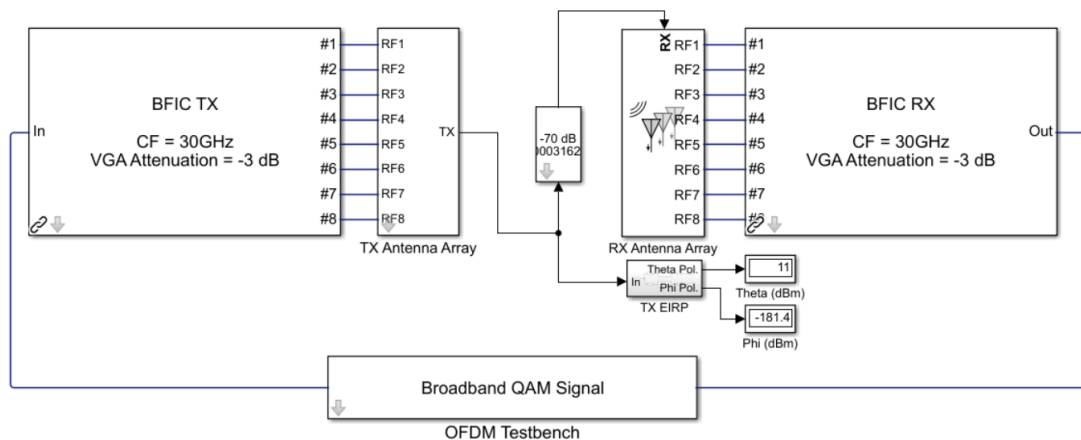 BFIC TX
CF = 30GHz
VGA Attenuation = -3 dB
In
#1
#2
#3
#4
#5
#6
#7
#8
RF1
RF2
RF3
RF4
RF5
RF6
RF7
RF8
TX
TX Antenna Array
-70 dB
0003162
RX
RF1
RF2
RF3
RF4
RF5
RF6
RF7
RF8
RX Antenna Array
#1
#2
#3
#4
#5
#6
#7
#8
BFIC RX
CF = 30GHz
VGA Attenuation = -3 dB
Out
In
Theta Pol.
Phi Pol.
TX EIRP
11
Theta (dBm)
-181.4
Phi (dBm)
Broadband QAM Signal
OFDM Testbench